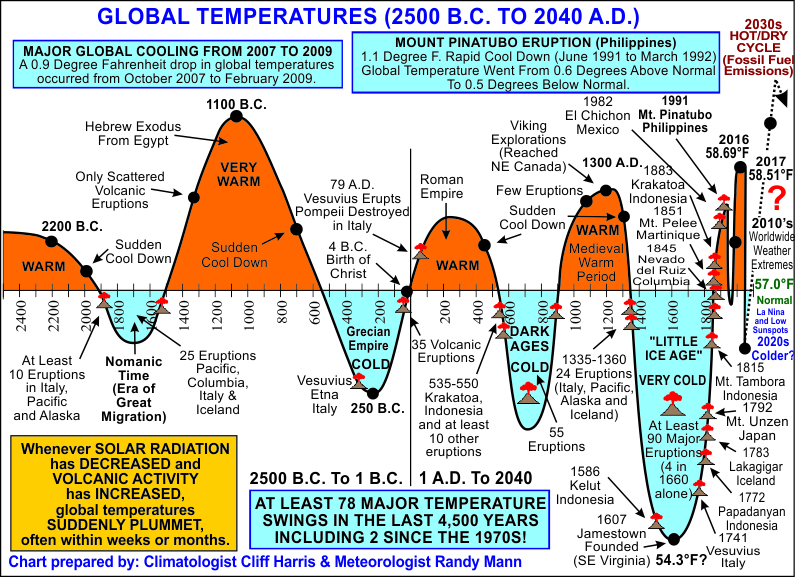 GLOBAL TEMPERATURES (2500 B.C. TO 2040 A.D.)
2030s
HOT/DRY
CYCLE
(Fossil Fuel
Emissions)
MAJOR GLOBAL COOLING FROM 2007 TO 2009
A 0.9 Degree Fahrenheit drop in global temperatures
occurred from October 2007 to February 2009.
MOUNT PINATUBO ERUPTION (Philippines)
1.1 Degree F. Rapid Cool Down (June 1991 to March 1992)
Global Temperature Went From 0.6 Degrees Above Normal
To 0.5 Degrees Below Normal.
1100 B.C.
Hebrew Exodus
From Egypt
VERY
WARM
Only Scattered
Volcanic
Eruptions
2200 B.C.
Sudden
Cool Down
WARM
Sudden
Cool Down
79 A.D.
Vesuvius Erupts
Pompeii Destroyed
in Italy
4 B.C.
Birth of
Christ
Roman
Empire
WARM
Viking
Explorations
(Reached
NE Canada)
1300 A.D.
Few Eruptions
Sudden
Cool Down
WARM
Medieval
Warm
Period
1982
El Chichon
Mexico
1991
Mt. Pinatubo
Philippines
1883
Krakatoa
Indonesia
1851
Mt. Pelee
Martinique
1845
Nevado
del Ruiz
Columbia
2016
58.69°F
2017
58.51°F
?
2010's
Worldwide
Weather
Extremes
57.0°F
Normal
La Nina
and Low
Sunspots
2020s
Colder?
2000
1800
1600
1400
1200
1000
800
600
400
200
0
200
400
600
800
1000
1200
1400
1600
1800
At Least
10 Eruptions
in Italy,
Pacific
and Alaska
Nomanic
Time
(Era of
Great
Migration)
25 Eruptions
Pacific,
Columbia,
Italy &
Iceland
Grecian
Empire
COLD
Vesuvius
Etna
Italy
250 B.C.
35 Volcanic
Eruptions
535-550
Krakatoa,
Indonesia
and at least
10 other
eruptions
DARK
AGES
COLD
55
Eruptions
1335-1360
24 Eruptions
(Italy, Pacific,
Alaska and
Iceland)
"LITTLE
ICE AGE"
VERY COLD
At Least
90 Major
Eruptions
(4 in
1660
alone)
1815
Mt. Tambora
Indonesia
1792
Mt. Unzen
Japan
1783
Lakagigar
Iceland
1772
Papadanyan
Indonesia
1741
Vesuvius
Italy
1586
Kelut
Indonesia
1607
Jamestown
Founded
(SE Virginia)
54.3°F?
Whenever SOLAR RADIATION
has DECREASED and
VOLCANIC ACTIVITY
has INCREASED,
global temperatures
SUDDENLY PLUMMET,
often within weeks or months.
2500 B.C. To 1 B.C.
1 A.D. To 2040
AT LEAST 78 MAJOR TEMPERATURE
SWINGS IN THE LAST 4,500 YEARS
INCLUDING 2 SINCE THE 1970S!
Chart prepared by: Climatologist Cliff Harris & Meteorologist Randy Mann